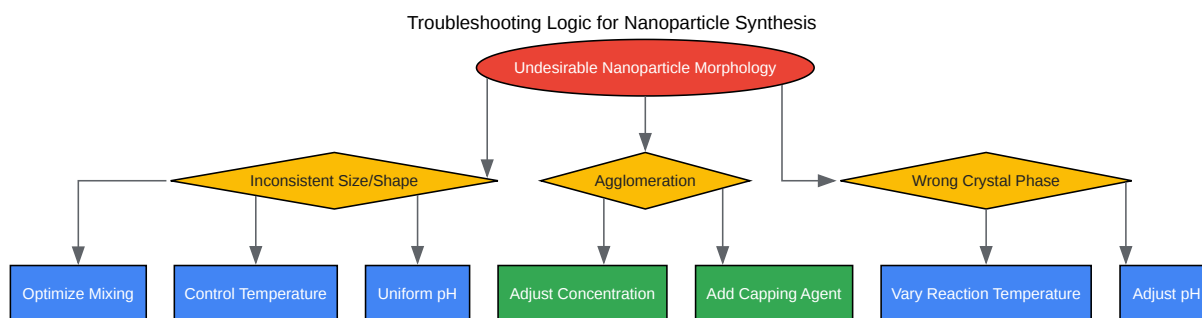 Troubleshooting Logic for Nanoparticle Synthesis
Undesirable Nanoparticle Morphology
Inconsistent Size/Shape
Agglomeration
Wrong Crystal Phase
Optimize Mixing
Control Temperature
Uniform pH
Adjust Concentration
Add Capping Agent
Vary Reaction Temperature
Adjust pH